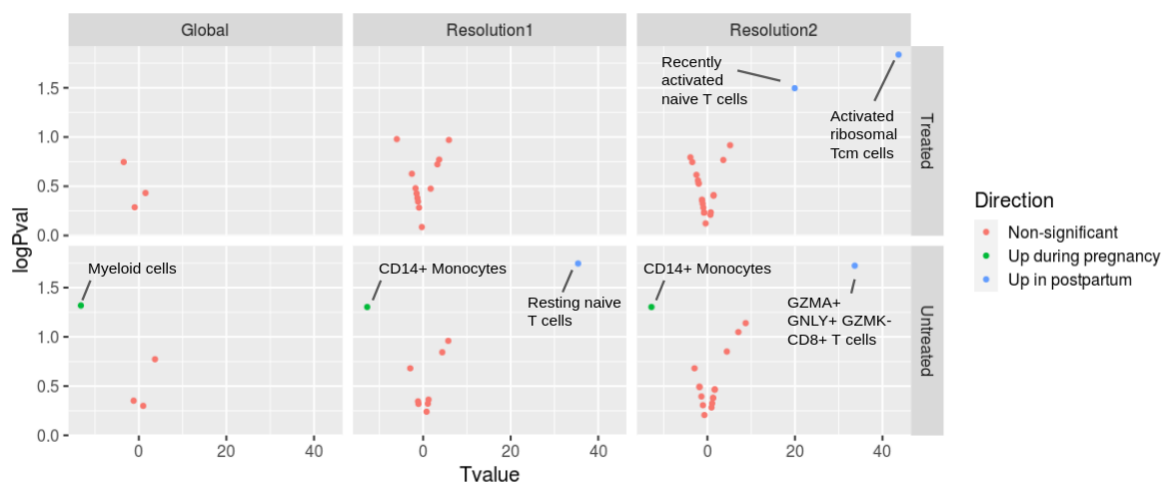 Global
Resolution1
Resolution2
Recently
activated
naive T cells
Activated
ribosomal
Tcm cells
1.5
1.0
0.5
0.0
Treated
Myeloid cells
CD14+ Monocytes
Resting naive
T cells
CD14+ Monocytes
GZMA+
GNLY+ GZMK-
CD8+ T cells
1.5
1.0
0.5
0.0
Untreated
0
20
40
0
20
40
0
20
40
logPval
Tvalue
Direction
Non-significant
Up during pregnancy
Up in postpartum